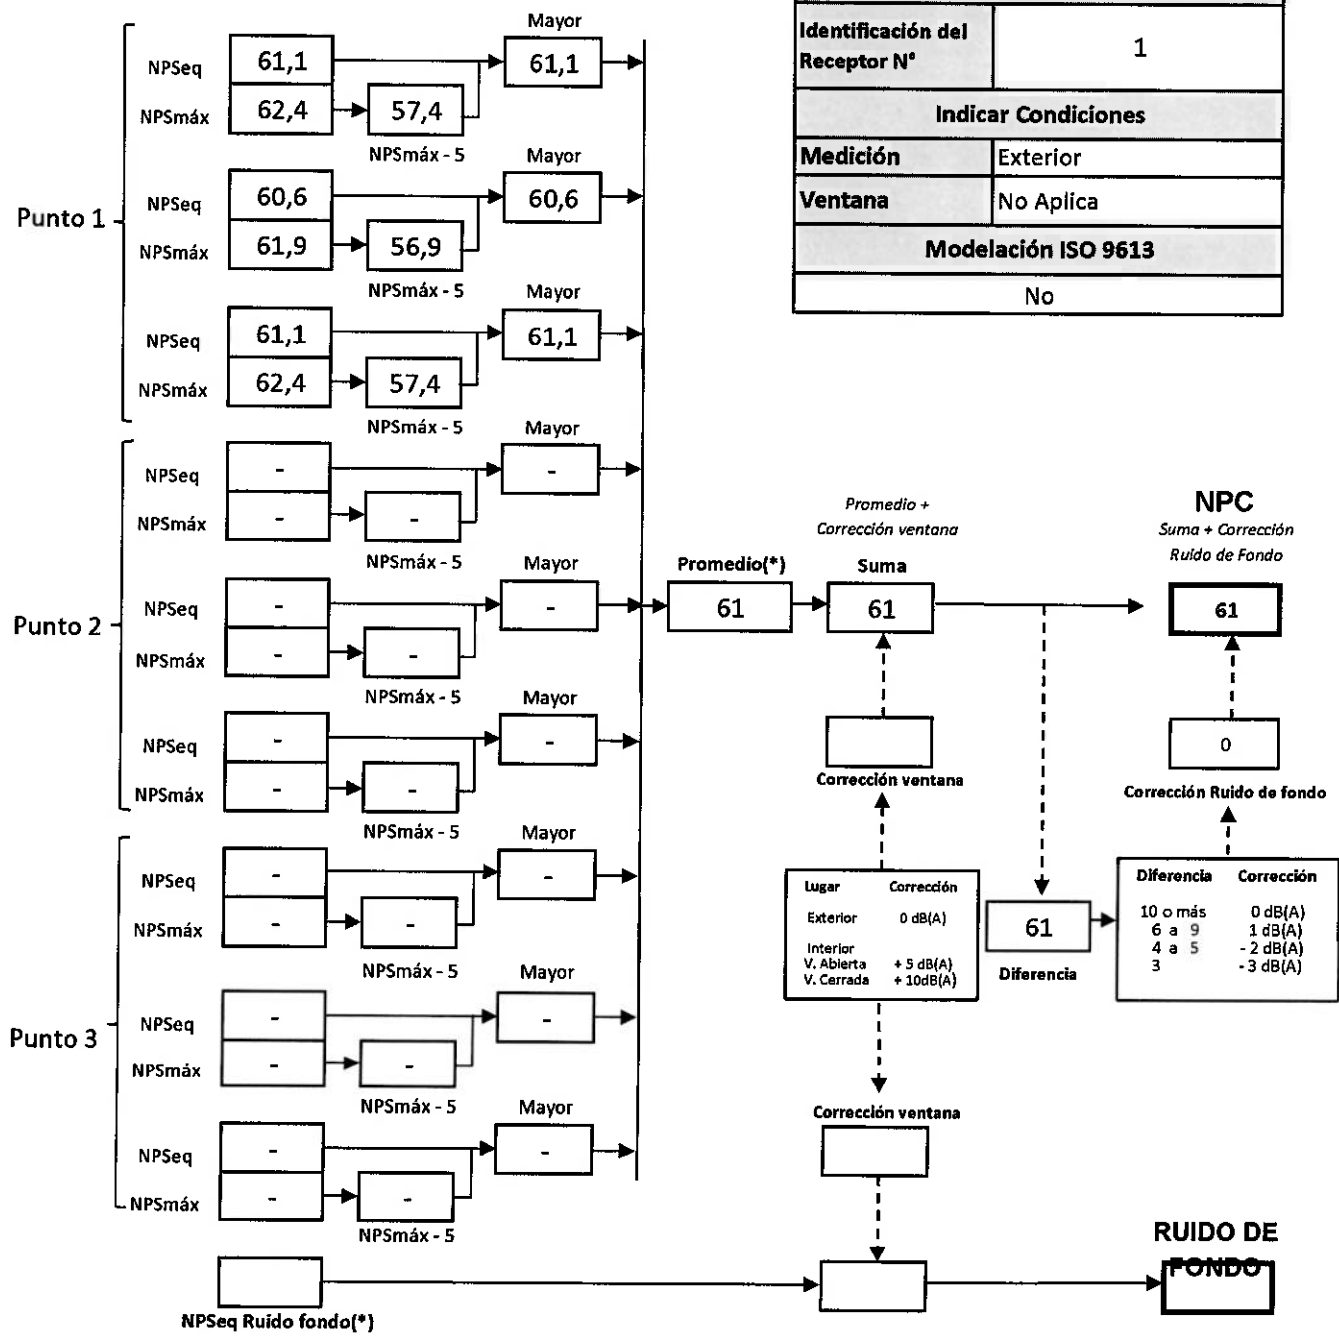 Identificación del
Receptor N°
1
Indicar Condiciones
Medición Exterior
Ventana No Aplica
Modelación ISO 9613
No
Punto 1
Mayor
NPSeq 61,1 61,1
NPSmáx 62,4 57,4
NPSmáx - 5
Mayor
NPSeq 60,6 60,6
NPSmáx 61,9 56,9
NPSmáx - 5
Mayor
NPSeq 61,1 61,1
NPSmáx 62,4 57,4
NPSmáx - 5
Punto 2
Mayor
NPSeq - -
NPSmáx - -
NPSmáx - 5
Mayor
NPSeq - -
NPSmáx - -
NPSmáx - 5
Mayor
NPSeq - -
NPSmáx - -
NPSmáx - 5
Punto 3
Mayor
NPSeq - -
NPSmáx - -
NPSmáx - 5
Mayor
NPSeq - -
NPSmáx - -
NPSmáx - 5
Mayor
NPSeq - -
NPSmáx - -
NPSmáx - 5
NPSeq Ruido fondo(*)
Promedio(*)
61
Promedio +
Corrección ventana
Suma
61
Corrección ventana
Lugar Corrección
Exterior 0 dB(A)
Interior
V. Abierta + 5 dB(A)
V. Cerrada + 10dB(A)
Corrección ventana
61
Diferencia
NPC
Suma + Corrección
Ruido de Fondo
61
0
Corrección Ruido de fondo
Diferencia Corrección
10 o más 0 dB(A)
6 a 9 1 dB(A)
4 a 5 - 2 dB(A)
3 - 3 dB(A)
RUIDO DE
FONDO